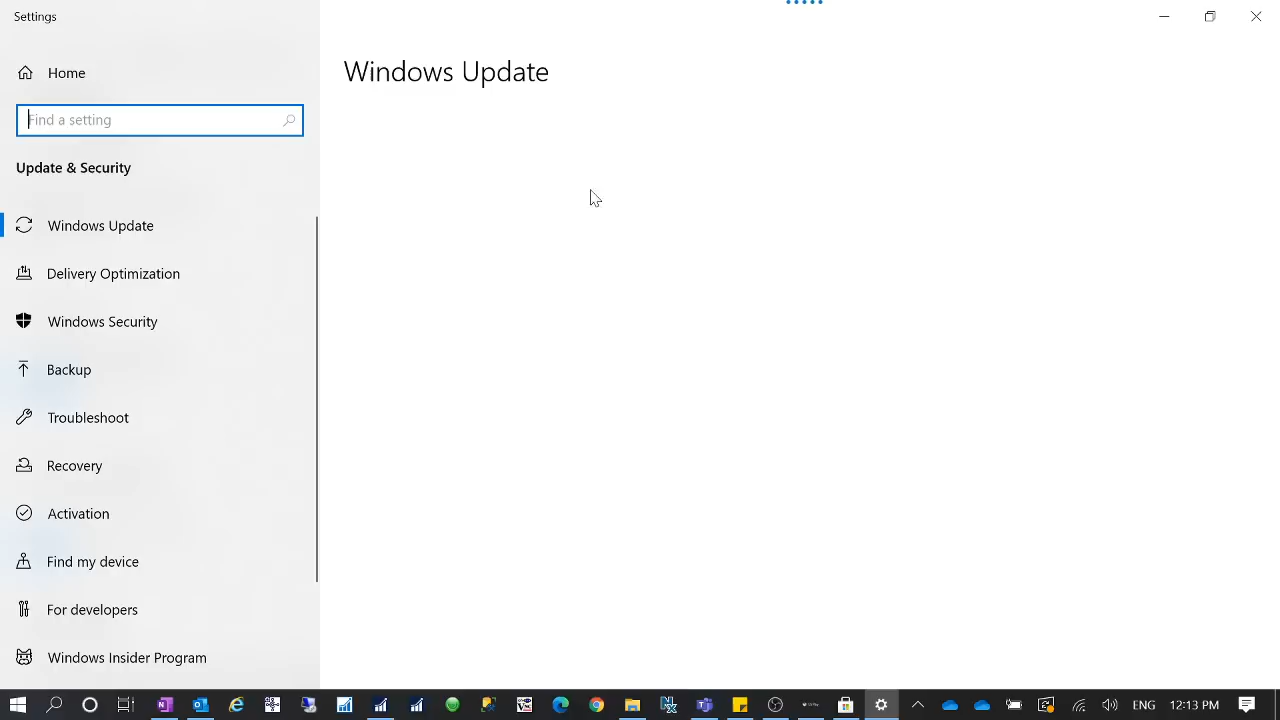 Settings
Home
Find a setting
Update & Security
Windows Update
Delivery Optimization
Windows Security
Backup
Troubleshoot
Recovery
Activation
Find my device
For developers
Windows Insider Program
Windows Update
ENG
12:13 PM